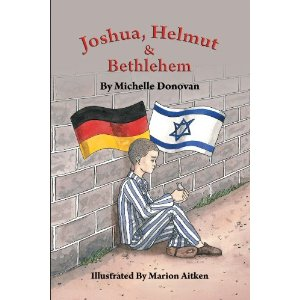 Joshua, Helmut
&
Bethlehem
By Michelle Donovan
Illustrated By Marion Aitken